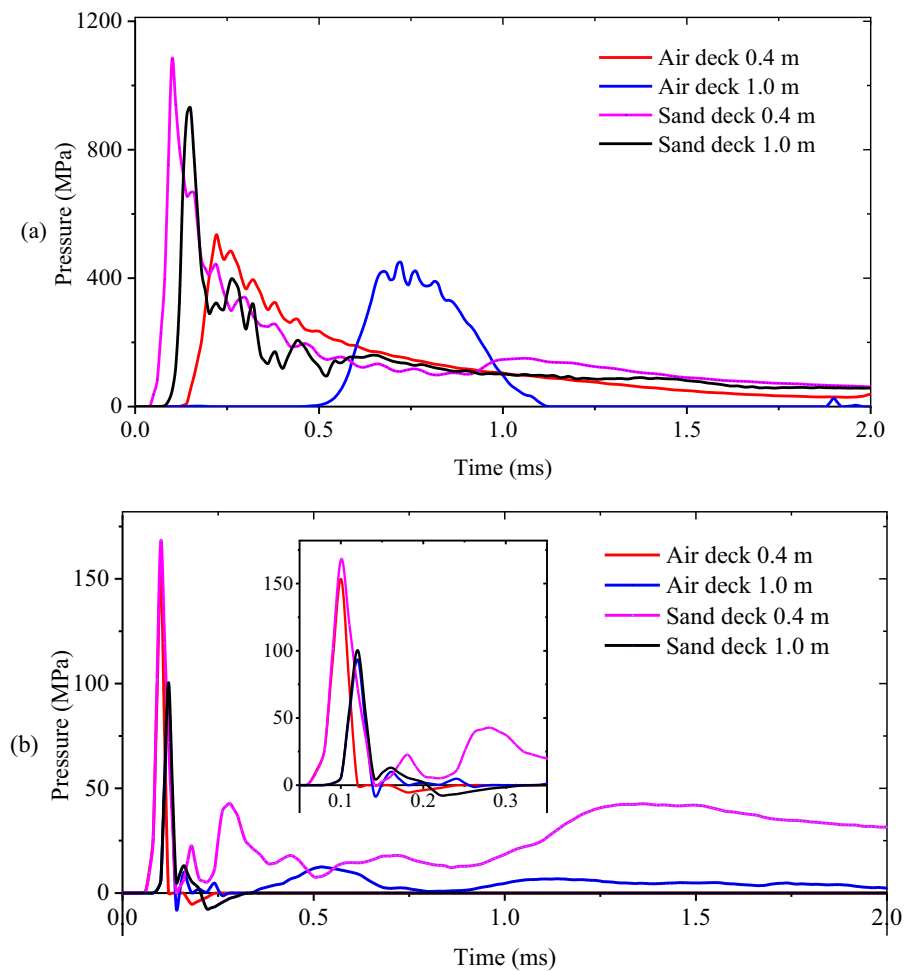 1200
Air deck 0.4 m
Air deck 1.0 m
Sand deck 0.4 m
Sand deck 1.0 m
800
400
0
Pressure (MPa)
(a)
0.0 0.5 1.0 1.5 2.0
Time (ms)
150
100
50
0
Pressure (MPa)
(b)
150
100
50
0
0.1 0.2 0.3
Air deck 0.4 m
Air deck 1.0 m
Sand deck 0.4 m
Sand deck 1.0 m
0.0 0.5 1.0 1.5 2.0
Time (ms)